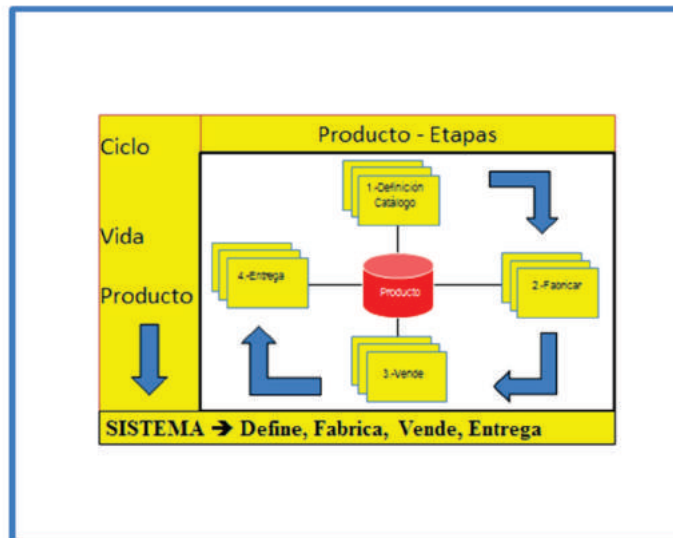 Ciclo
Vida
Producto
Producto - Etapas
1.-Definición
Catálogo
2.-Fabricar
3.-Vende
4.-Entrega
Producto
SISTEMA ➔ Define, Fabrica, Vende, Entrega